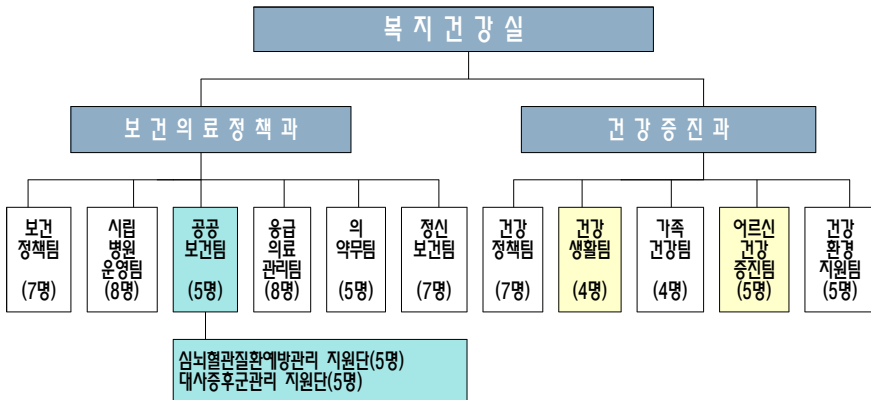 복지건강실
보건의료정책과
건강증진과
보건
정책팀
(7명)
시립
병원
운영팀
(8명)
공공
보건팀
(5명)
응급
의료
관리팀
(8명)
의
약무팀
(5명)
정신
보건팀
(7명)
건강
정책팀
(7명)
건강
생활팀
(4명)
가족
건강팀
(4명)
어르신
건강
증진팀
(5명)
건강
환경
지원팀
(5명)
심뇌혈관질환예방관리 지원단(5명)
대사증후군관리 지원단(5명)